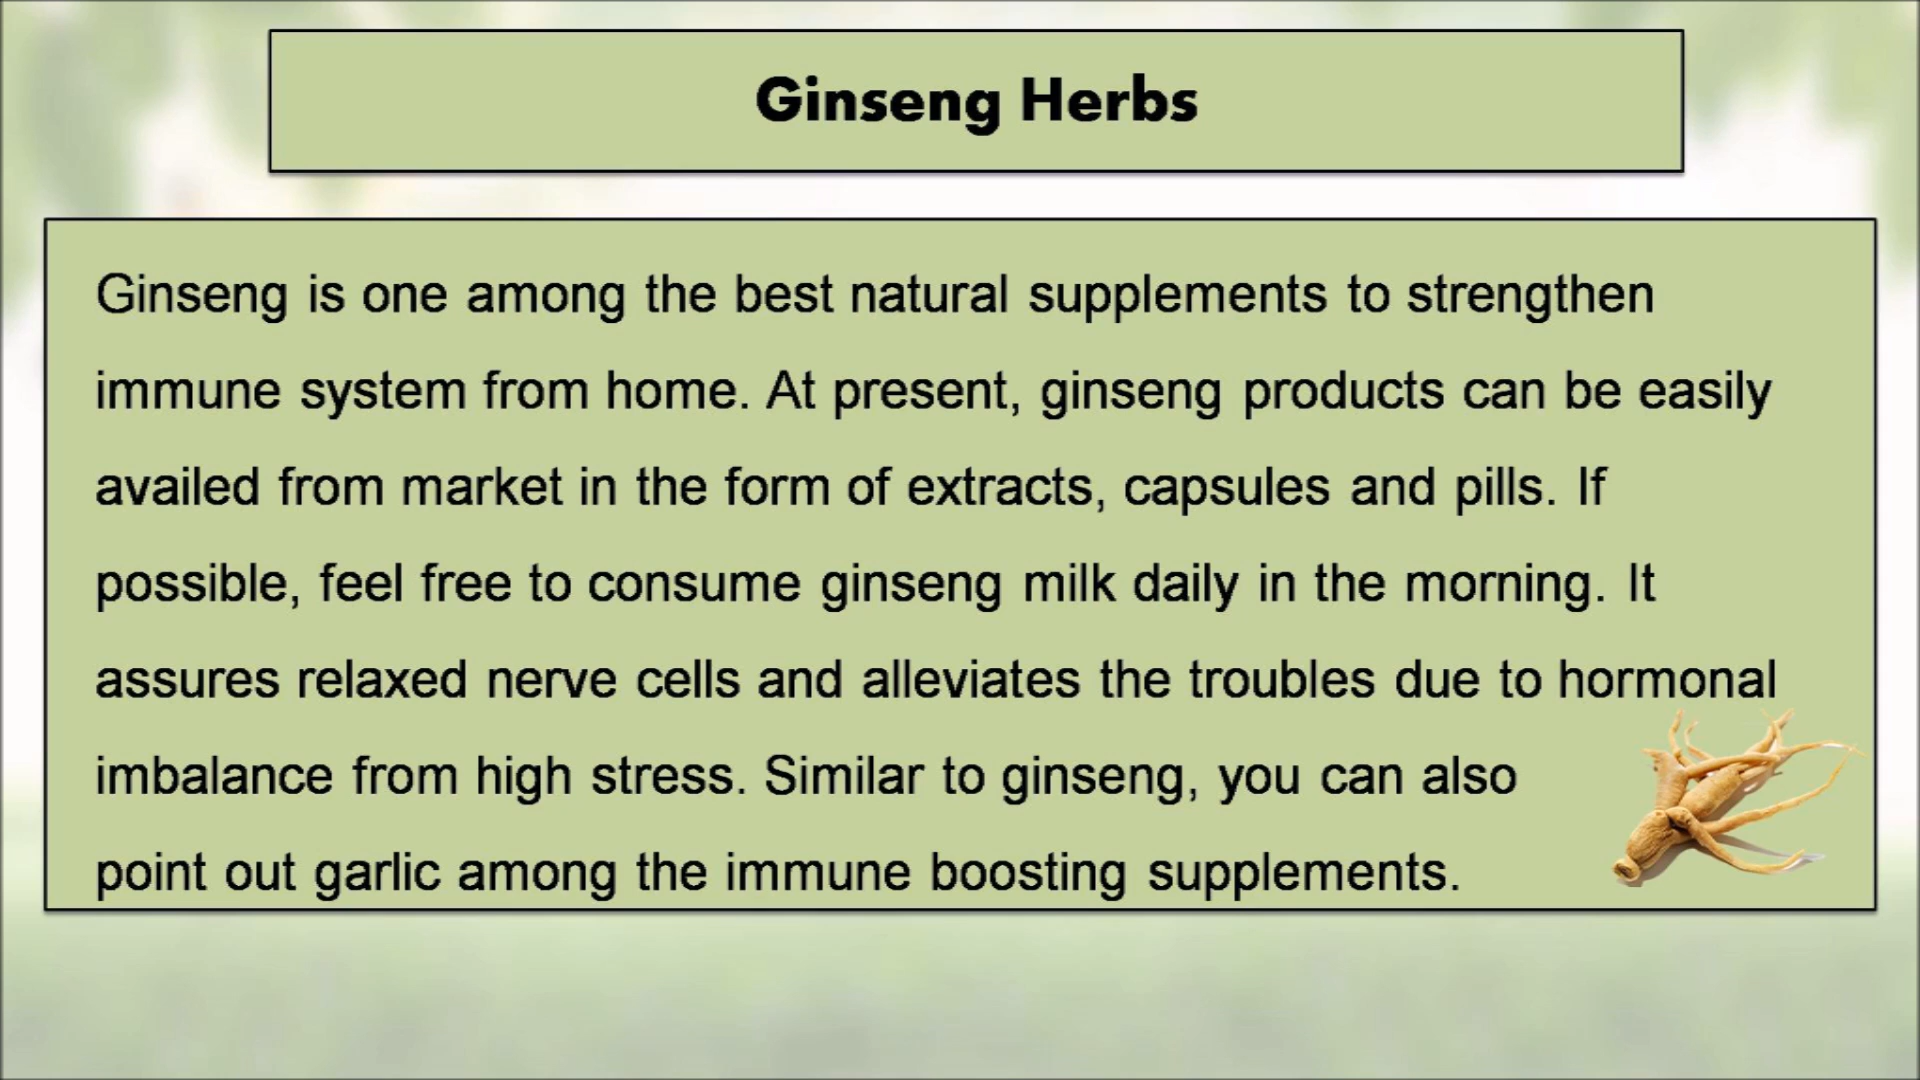 Ginseng Herbs
Ginseng is one among the best natural supplements to strengthen
immune system from home. At present, ginseng products can be easily
availed from market in the form of extracts, capsules and pills. If
possible, feel free to consume ginseng milk daily in the morning. It
assures relaxed nerve cells and alleviates the troubles due to hormonal
imbalance from high stress. Similar to ginseng, you can also
point out garlic among the immune boosting supplements.